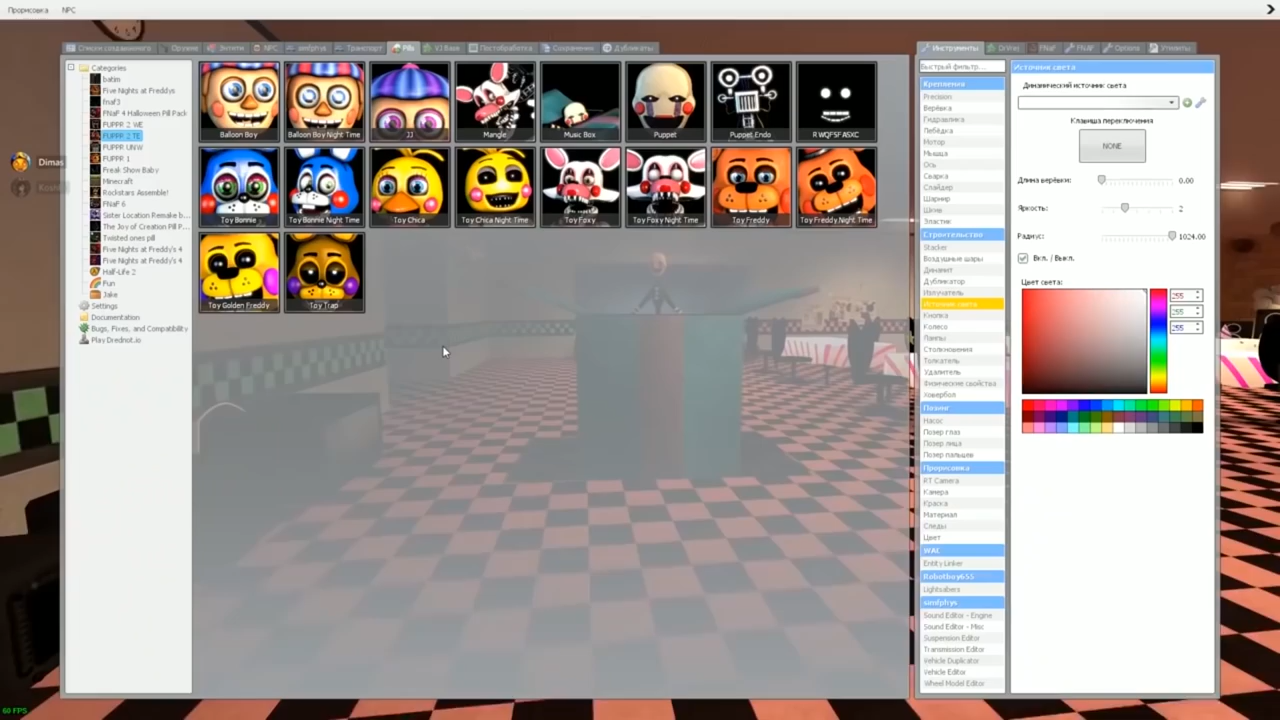 Прорисовка NPC
Список создаваемого Оружие Энтити NPC simfphys Транспорт Pills VJ Base Постобработка Сохранения Дубликаты
Инструменты DrVrej FNaF FNAF Options Утилиты
Categories
batim
Five Nights at Freddys
fnaf3
FNaF 4 Halloween Pill Pack
FUPPR 2 WE
FUPPR 2 TE
FUPPR UNW
FUPPR 1
Freak Show Baby
Minecraft
Rockstars Assemble!
FNaF 6
Sister Location Remake b...
The Joy of Creation Pill P...
Twisted ones pill
Five Nights at Freddy's 4
Five Nights at Freddy's 4
Half-Life 2
Fun
Jake
Settings
Documentation
Bugs, Fixes, and Compatibility
Play Drednot.io
Dimas
Balloon Boy
Balloon Boy Night Time
JJ
Mangle
Music Box
Puppet
Puppet Endo
RWQFSFASXC
Toy Bonnie
Toy Bonnie Night Time
Toy Chica
Toy Chica Night Time
Toy Foxy
Toy Foxy Night Time
Toy Freddy
Toy Freddy Night Time
Toy Golden Freddy
Toy Trap
Быстрый фильтр...
Крепления
Precision
Верёвка
Гидравлика
Лебёдка
Мотор
Мышца
Ось
Сварка
Слайдер
Шарнир
Шкив
Эластик
Строительство
Stacker
Воздушные шары
Динамит
Дубликатор
Излучатель
Источник света
Кнопка
Колесо
Лампы
Столкновения
Толкатель
Удалитель
Физические свойства
Ховербол
Позинг
Насос
Позер глаз
Позер лица
Позер пальцев
Прорисовка
RT Camera
Камера
Краска
Материал
Следы
Цвет
WAC
Entity Linker
Robotboy655
Lightsabers
simfphys
Sound Editor - Engine
Sound Editor - Misc
Suspension Editor
Transmission Editor
Vehicle Duplicator
Vehicle Editor
Wheel Model Editor
Источник света
Динамический источник света
Клавиша переключения
NONE
Длина верёвки: 0.00
Яркость: 2
Радиус: 1024.00
Вкл. / Выкл.
Цвет света:
255
255
255
60 FPS